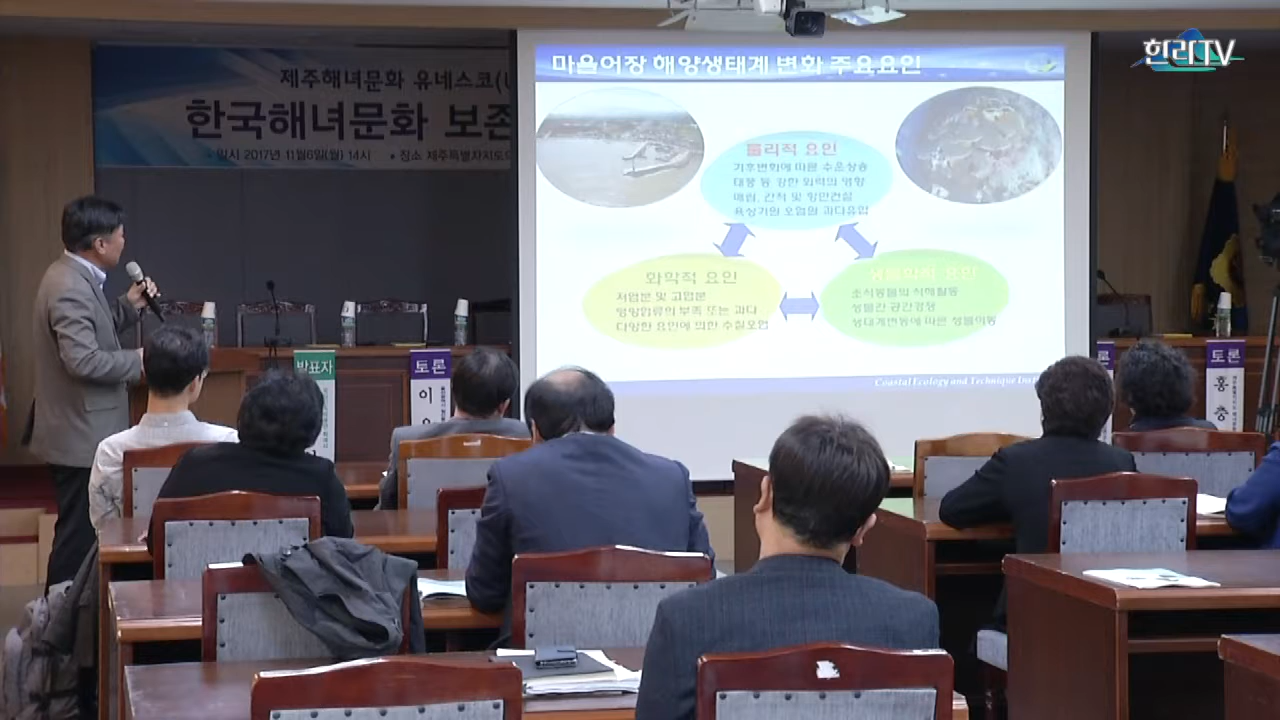 한라TV
제주해녀문화 유네스코(U
한국해녀문화 보존
• 일시 2017년 11월6일(월) 14시 • 장소 제주특별자치도의
마을어장 해양생태계 변화 주요요인
물리적 요인
기후변화에 따른 수온상승
태풍 등 강한 외력의 영향
매립, 간척 및 항만건설
육상기원 오염원 과다유입
화학적 요인
저염분 및 고염분
영양염류의 부족 또는 과다
다양한 요인에 의한 수질오염
생물학적 요인
조식동물의 식해활동
생물간 공간경쟁
생태계변동에 따른 생물이동
Coastal Ecology and Technique Inst
발표자
토론
이
토론
홍
충